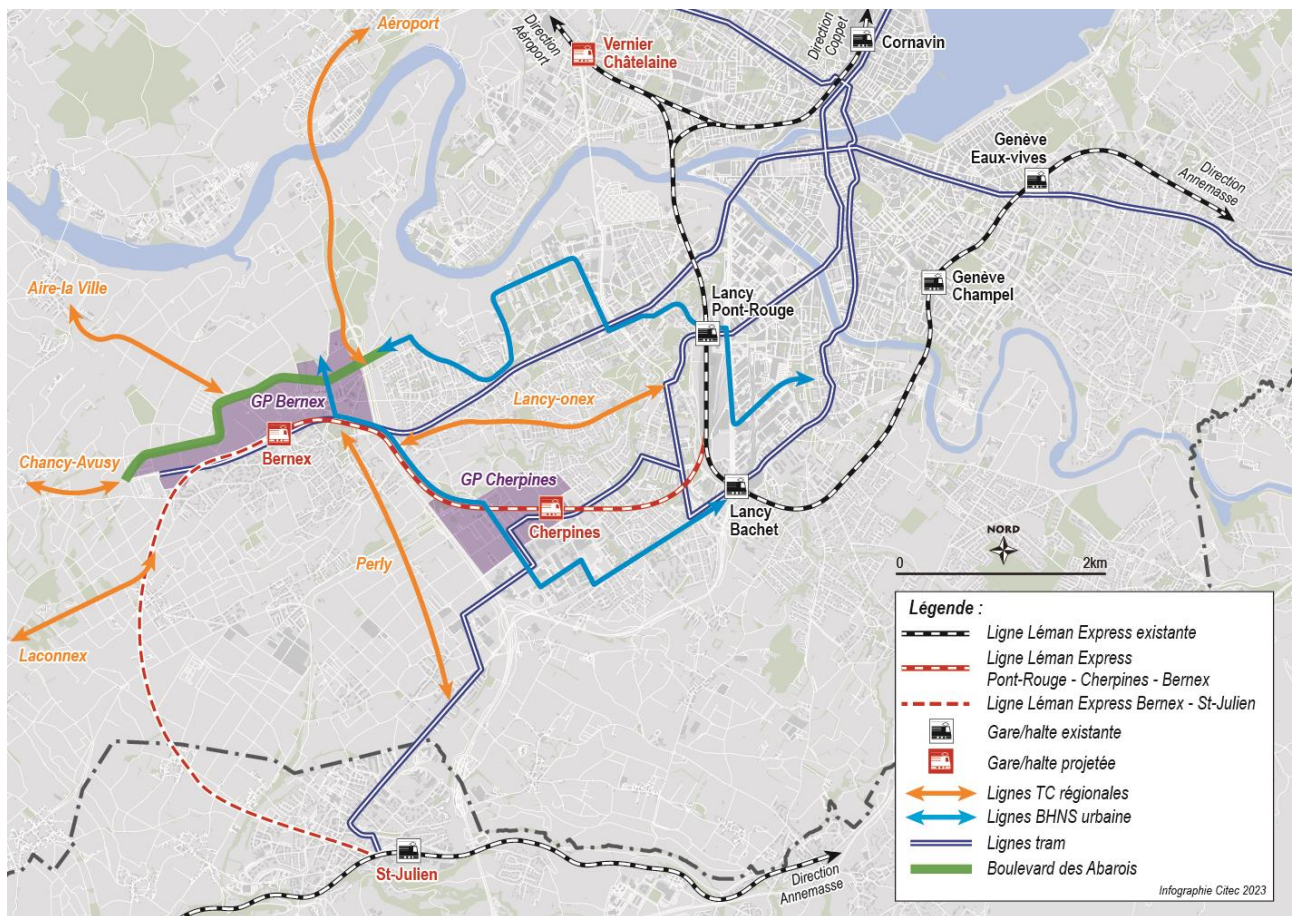 Aéroport
Direction
Aéroport
Vernier
Châtelaine
Direction
Coppet
Cornavin
Genève
Eaux-vives
Direction
Annemasse
Aire-la Ville
Lancy
Pont-Rouge
Genève
Champel
GP Bernex
Lancy-onex
Bernex
Chancy-Avusy
GP Cherpines
Cherpines
Lancy
Bachet
Perly
NORD
0 2km
Laconnex
St-Julien
Direction
Annemasse
Légende :
Ligne Léman Express existante
Ligne Léman Express
Pont-Rouge - Cherpines - Bernex
Ligne Léman Express Bernex - St-Julien
Gare/halte existante
Gare/halte projetée
Lignes TC régionales
Lignes BHNS urbaine
Lignes tram
Boulevard des Abarois
Infographie Citec 2023